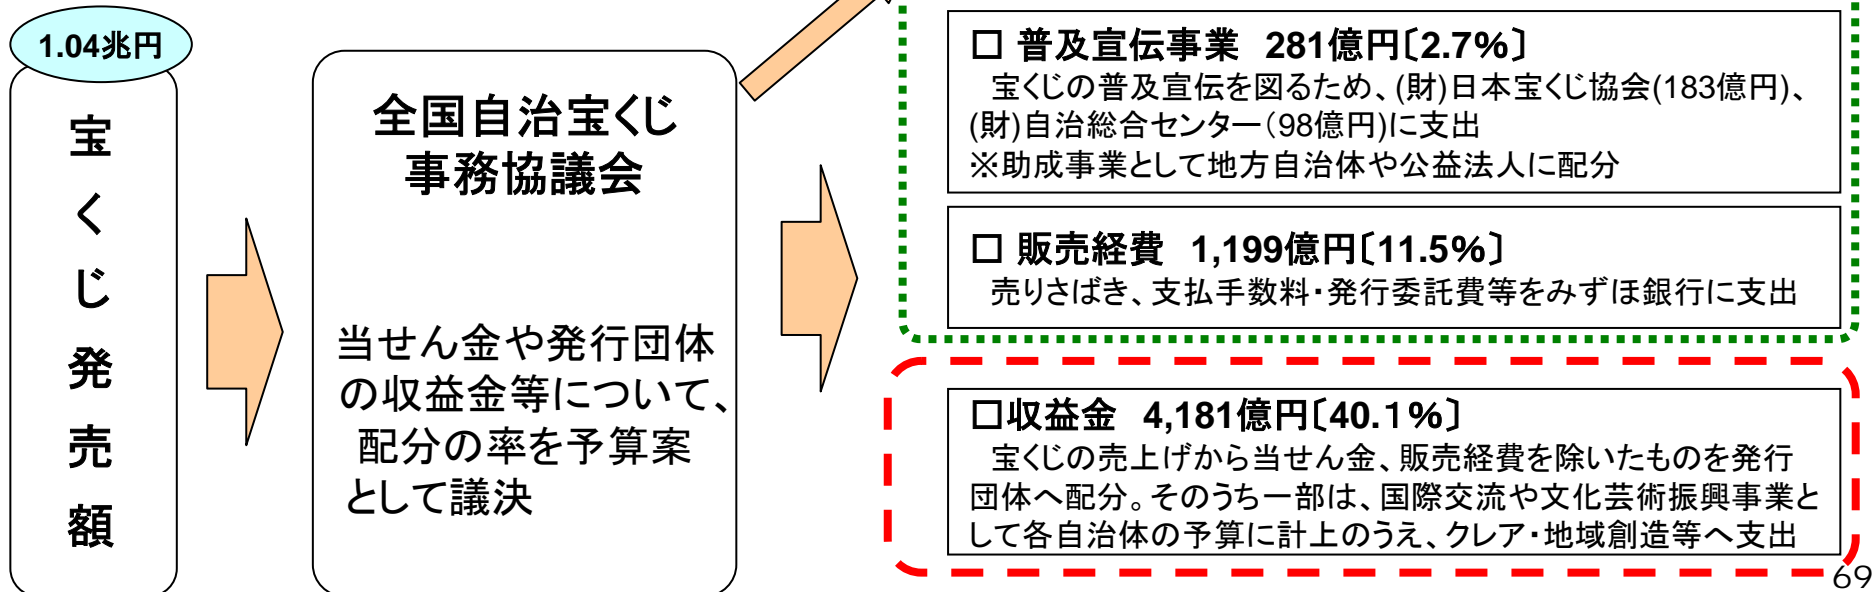 1.04兆円
宝
く
じ
発
売
額
全国自治宝くじ
事務協議会
当せん金や発行団体
の収益金等について、
配分の率を予算案
として議決
□ 普及宣伝事業 281億円〔2.7%〕
宝くじの普及宣伝を図るため、(財)日本宝くじ協会(183億円)、
(財)自治総合センター(98億円)に支出
※助成事業として地方自治体や公益法人に配分
□ 販売経費 1,199億円〔11.5%〕
売りさばき、支払手数料・発行委託費等をみずほ銀行に支出
□収益金 4,181億円〔40.1%〕
宝くじの売上げから当せん金、販売経費を除いたものを発行
団体へ配分。そのうち一部は、国際交流や文化芸術振興事業と
して各自治体の予算に計上のうえ、クレア・地域創造等へ支出
69